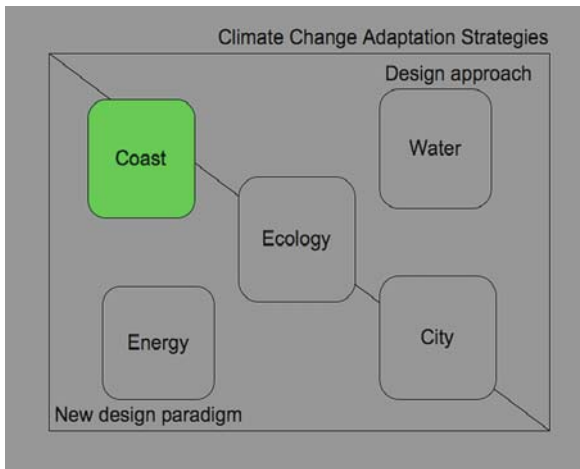 Climate Change Adaptation Strategies
Design approach
Coast
Water
Ecology
Energy
City
New design paradigm